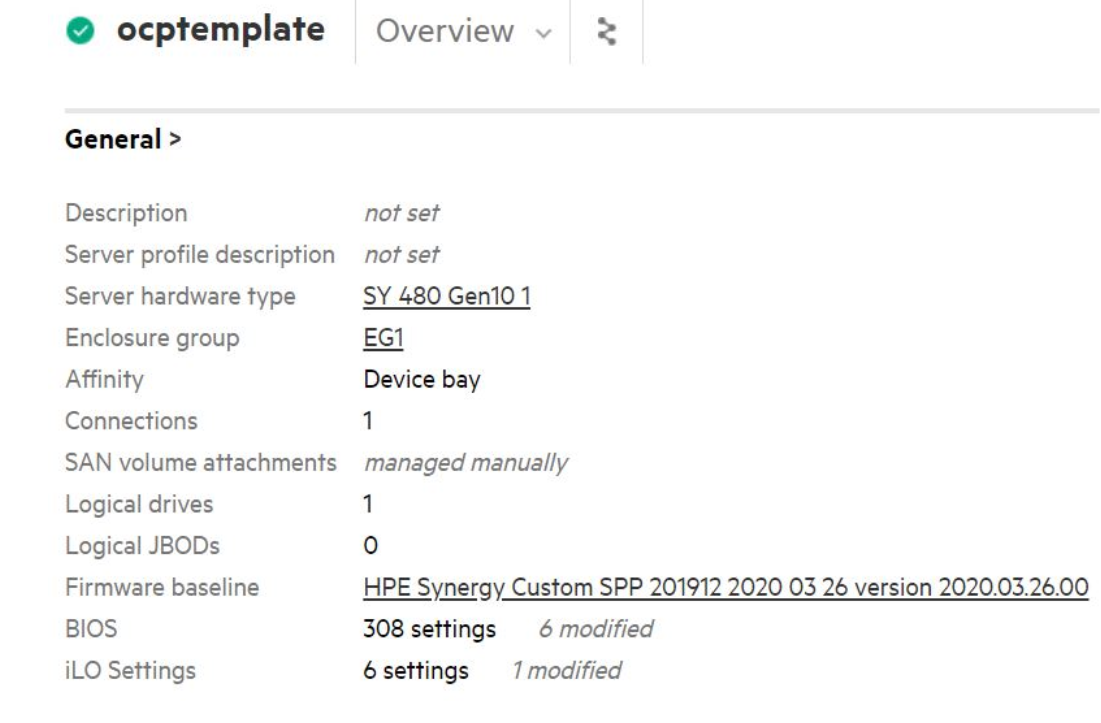 ocptemplate Overview
General >
Description not set
Server profile description not set
Server hardware type SY 480 Gen10 1
Enclosure group EG1
Affinity Device bay
Connections 1
SAN volume attachments managed manually
Logical drives 1
Logical JBODs 0
Firmware baseline HPE Synergy Custom SPP 201912 2020 03 26 version 2020.03.26.00
BIOS 308 settings 6 modified
iLO Settings 6 settings 1 modified